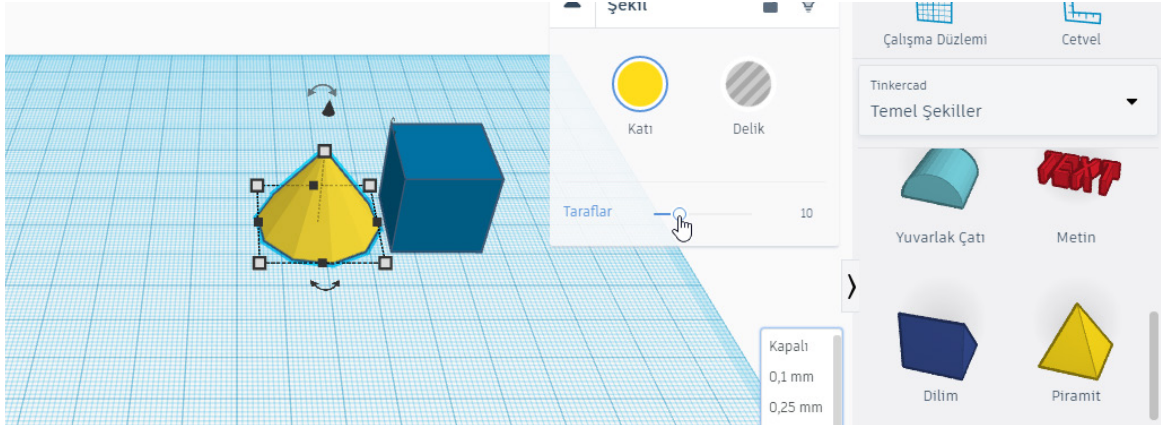 Şekil
Katı
Delik
Taraflar
10
Kapalı
0,1 mm
0,25 mm
Çalışma Düzlemi
Cetvel
Tinkercad
Temel Şekiller
TEXT
Yuvarlak Çatı
Metin
Dilim
Piramit